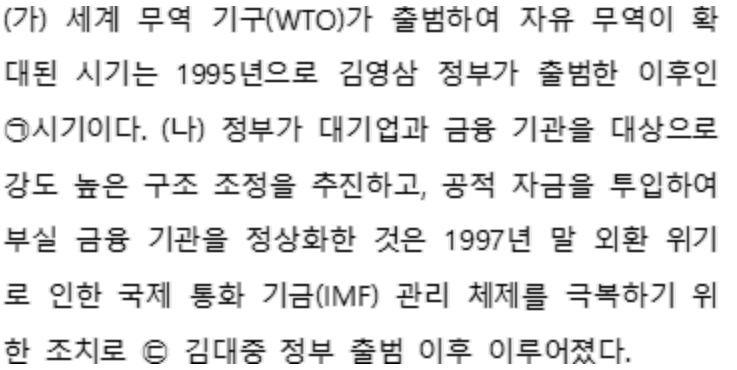 (가) 세계 무역 기구(WTO)가 출범하여 자유 무역이 확
대된 시기는 1995년으로 김영삼 정부가 출범한 이후인
㉠시기이다. (나) 정부가 대기업과 금융 기관을 대상으로
강도 높은 구조 조정을 추진하고, 공적 자금을 투입하여
부실 금융 기관을 정상화한 것은 1997년 말 외환 위기
로 인한 국제 통화 기금(IMF) 관리 체제를 극복하기 위
한 조치로 ㉢ 김대중 정부 출범 이후 이루어졌다.